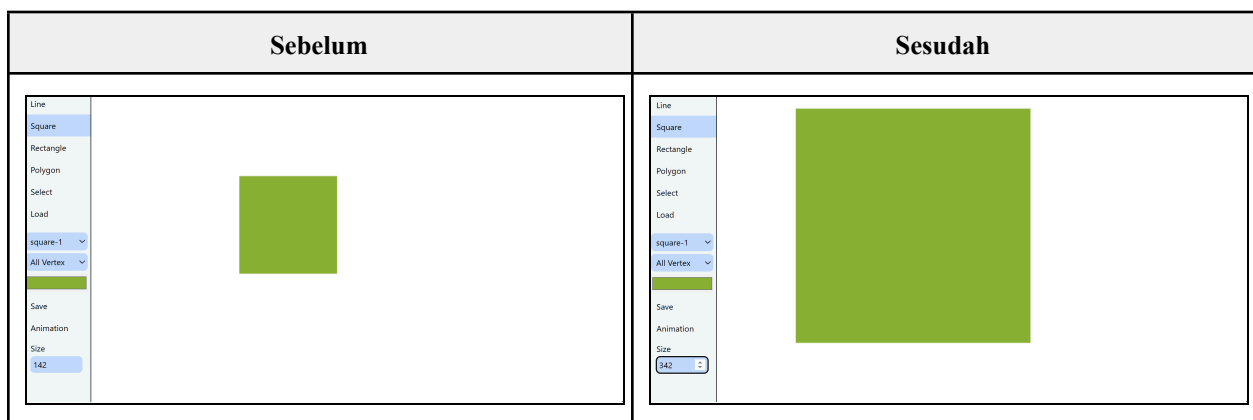 Sebelum
Sesudah
Line
Square
Rectangle
Polygon
Select
Load
square-1
All Vertex
Save
Animation
Size
142
Line
Square
Rectangle
Polygon
Select
Load
square-1
All Vertex
Save
Animation
Size
342